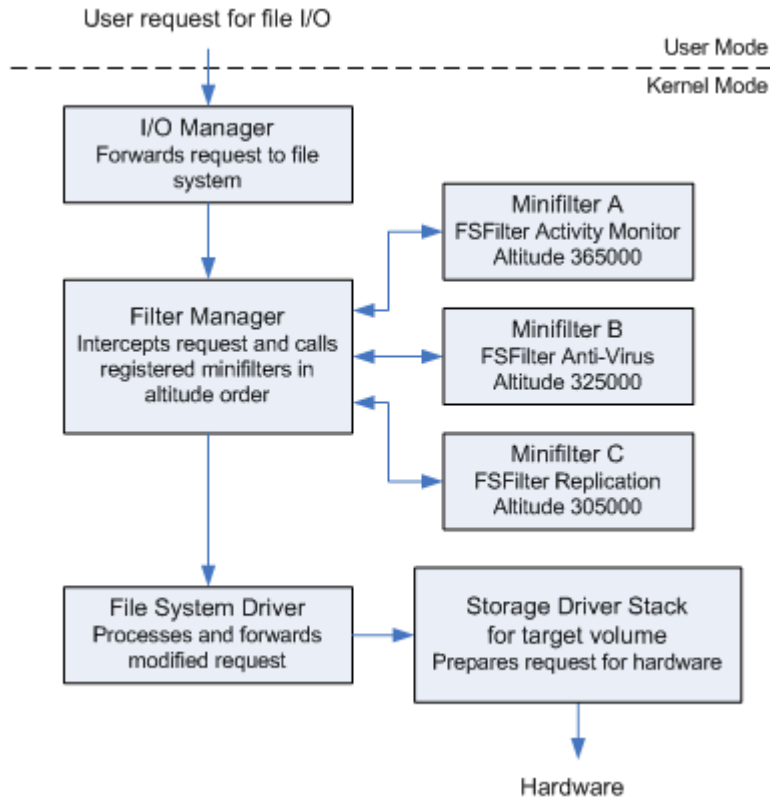 User request for file I/O
User Mode
Kernel Mode
I/O Manager
Forwards request to file
system
Minifilter A
FSFilter Activity Monitor
Altitude 365000
Filter Manager
Intercepts request and calls
registered minifilters in
altitude order
Minifilter B
FSFilter Anti-Virus
Altitude 325000
Minifilter C
FSFilter Replication
Altitude 305000
File System Driver
Processes and forwards
modified request
Storage Driver Stack
for target volume
Prepares request for hardware
Hardware